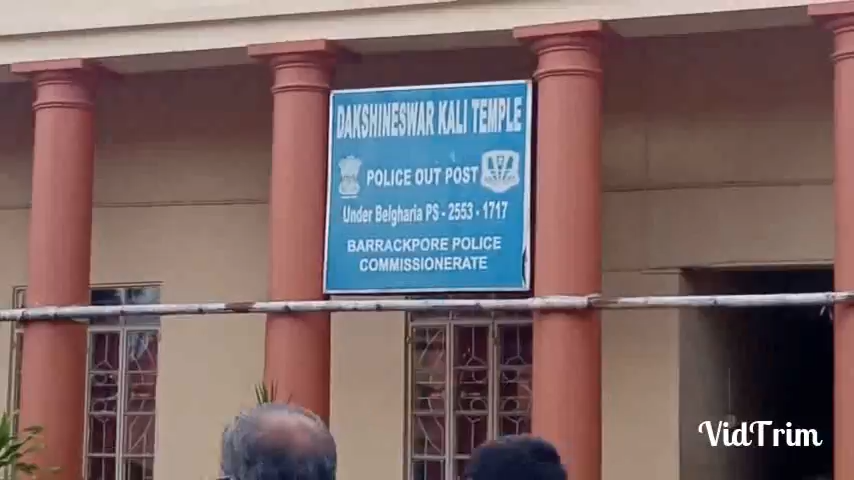 DAKSHINESWAR KALI TEMPLE
POLICE OUT POST
Under Belgharia PS - 2553 - 1717
BARRACKPORE POLICE
COMMISSIONERATE
VidTrim